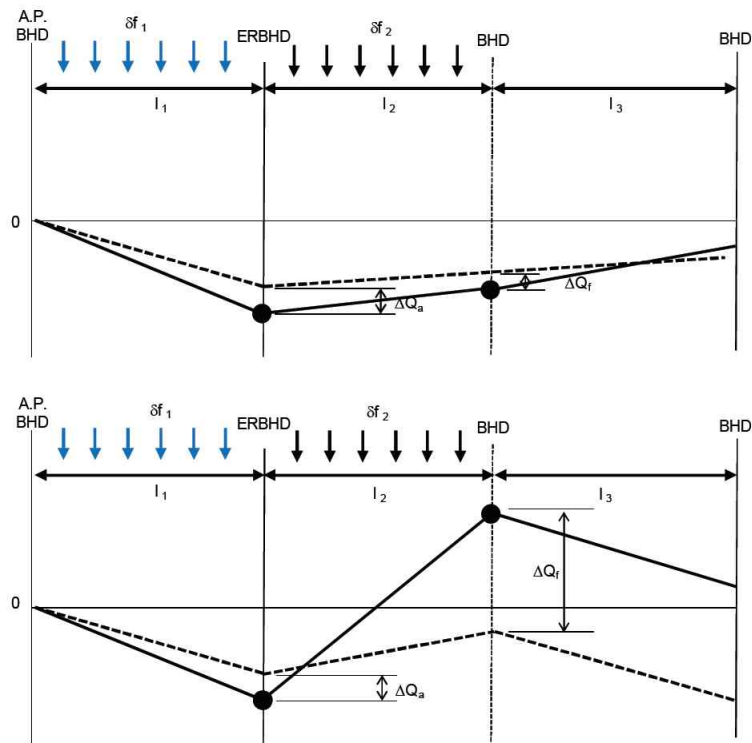 A.P.
BHD
δf 1
ERBHD
δf 2
BHD
BHD
l 1
l 2
l 3
0
ΔQa
ΔQf
A.P.
BHD
δf 1
ERBHD
δf 2
BHD
BHD
l 1
l 2
l 3
ΔQf
0
ΔQa